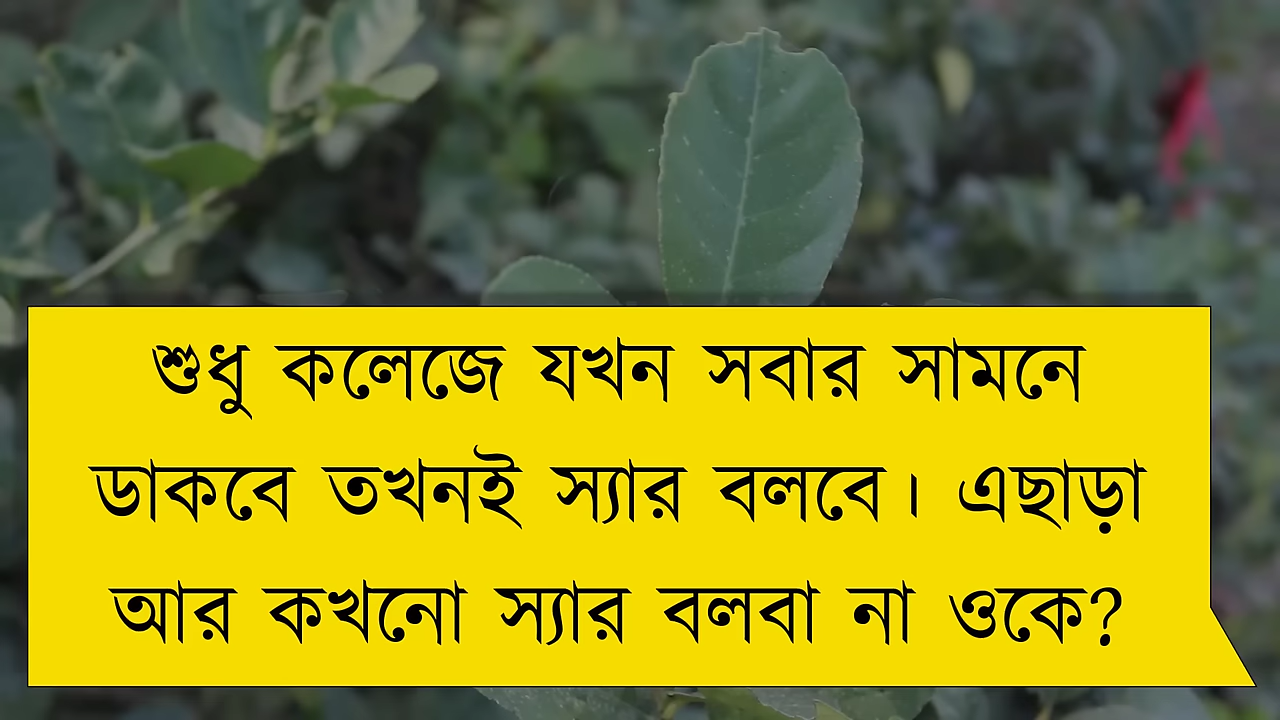 শুধু কলেজে যখন সবার সামনে
ডাকবে তখনই স্যার বলবে। এছাড়া
আর কখনো স্যার বলবা না ওকে?